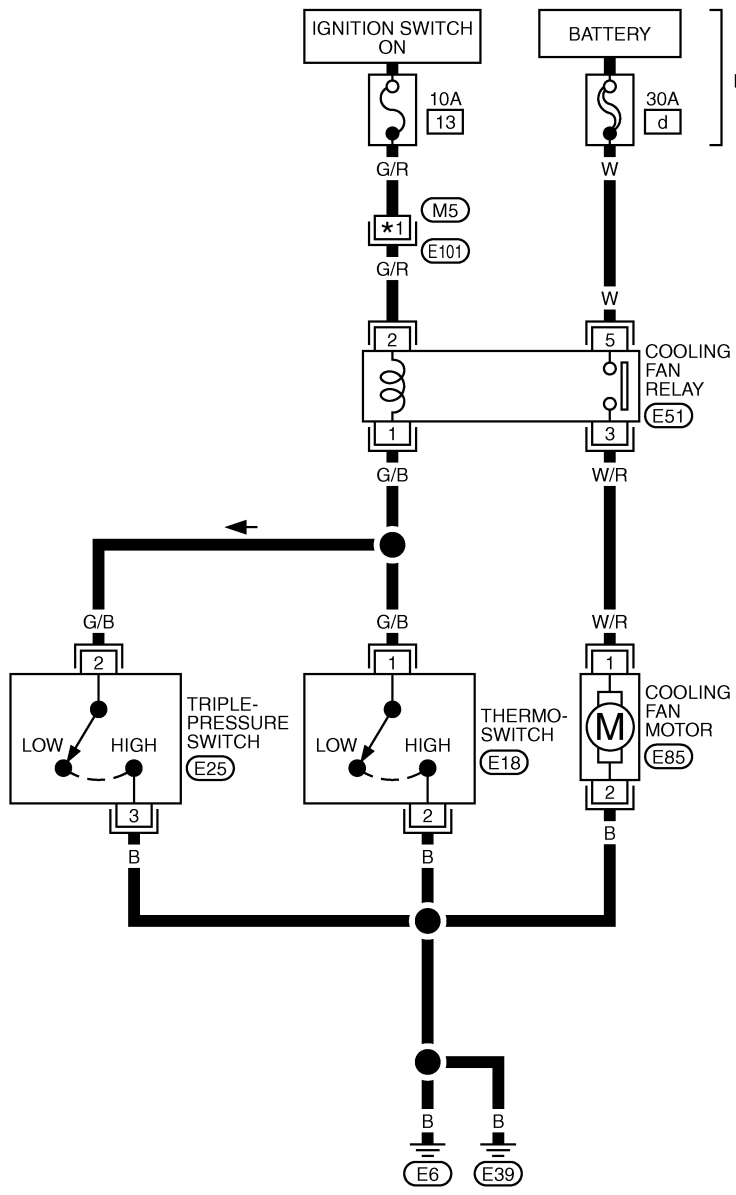 IGNITION SWITCH
ON
BATTERY
10A
13
30A
d
G/R
W
*1
M5
E101
G/R
W
2
5
COOLING
FAN
RELAY
E51
1
3
G/B
W/R
G/B
G/B
W/R
2
1
1
LOW
HIGH
TRIPLE-
PRESSURE
SWITCH
E25
LOW
HIGH
THERMO-
SWITCH
E18
M
COOLING
FAN
MOTOR
E85
3
2
2
B
B
B
B
B
E6
E39